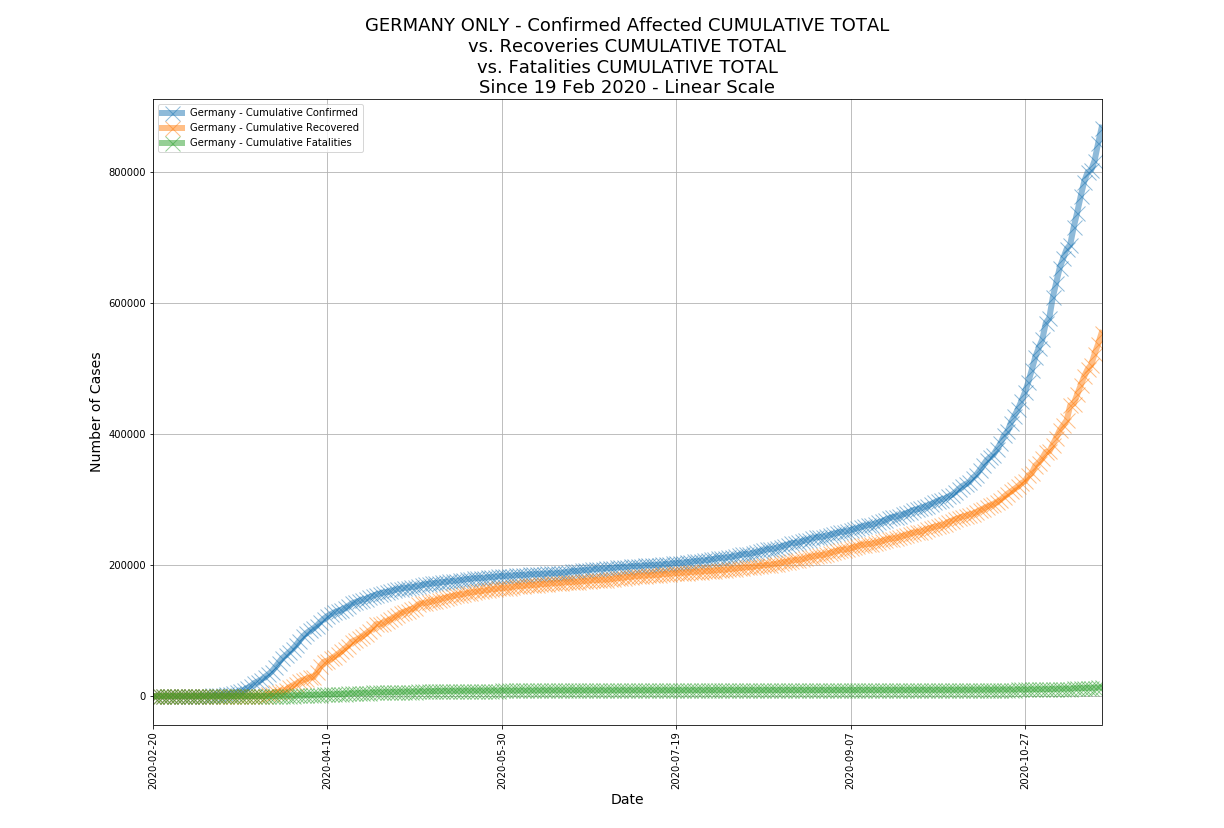 GERMANY ONLY - Confirmed Affected CUMULATIVE TOTAL
vs. Recoveries CUMULATIVE TOTAL
vs. Fatalities CUMULATIVE TOTAL
Since 19 Feb 2020 - Linear Scale
Germany - Cumulative Confirmed
Germany - Cumulative Recovered
Germany - Cumulative Fatalities
Number of Cases
800000
600000
400000
200000
0
2020-02-20
2020-04-10
2020-05-30
2020-07-19
2020-09-07
2020-10-27
Date